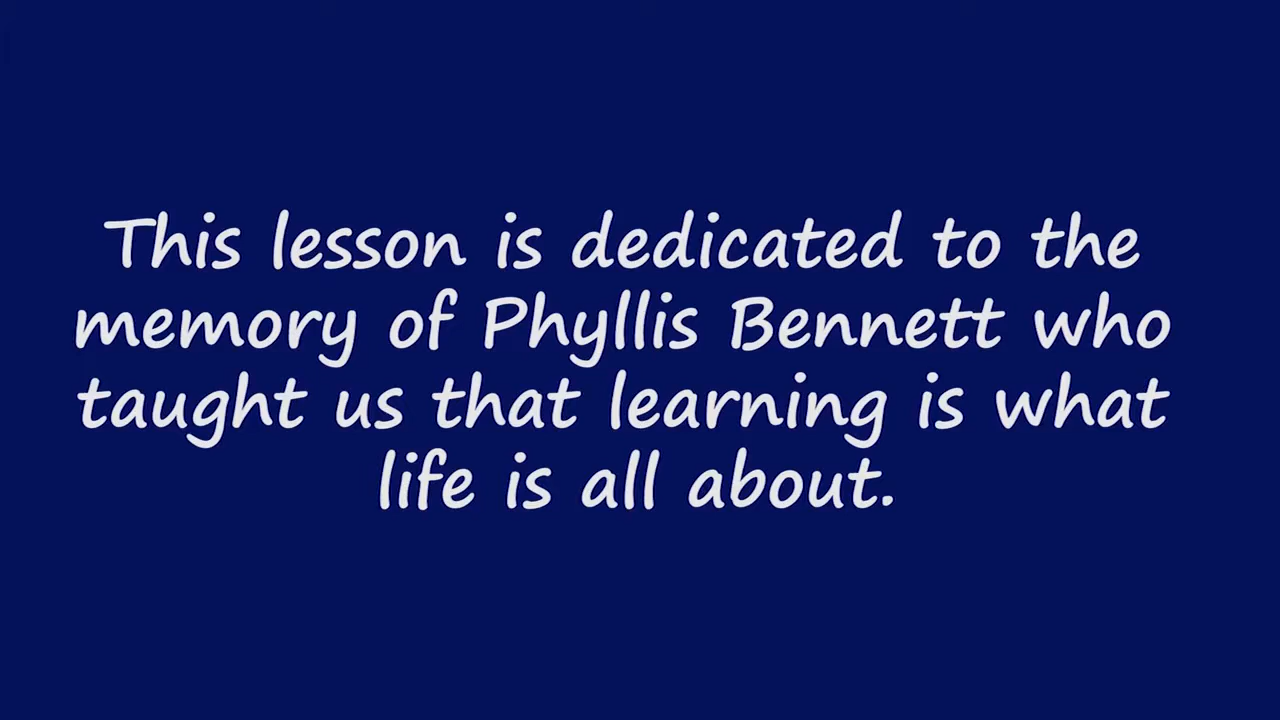 This lesson is dedicated to the
memory of Phyllis Bennett who
taught us that learning is what
life is all about.